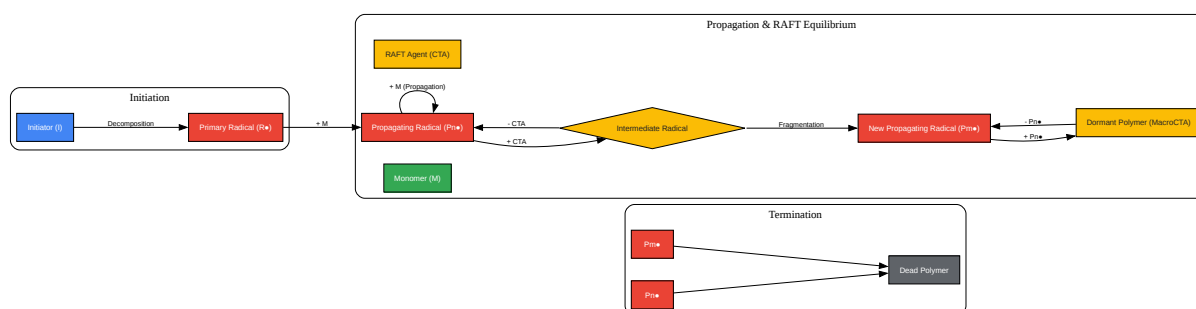 Propagation & RAFT Equilibrium
RAFT Agent (CTA)
Initiation
+ M (Propagation)
Initiator (I)
Decomposition
Primary Radical (R●)
+ M
Propagating Radical (Pn●)
- CTA
+ CTA
Intermediate Radical
Fragmentation
New Propagating Radical (Pm●)
- Pn●
+ Pn●
Dormant Polymer (MacroCTA)
Monomer (M)
Termination
Pm●
Dead Polymer
Pn●